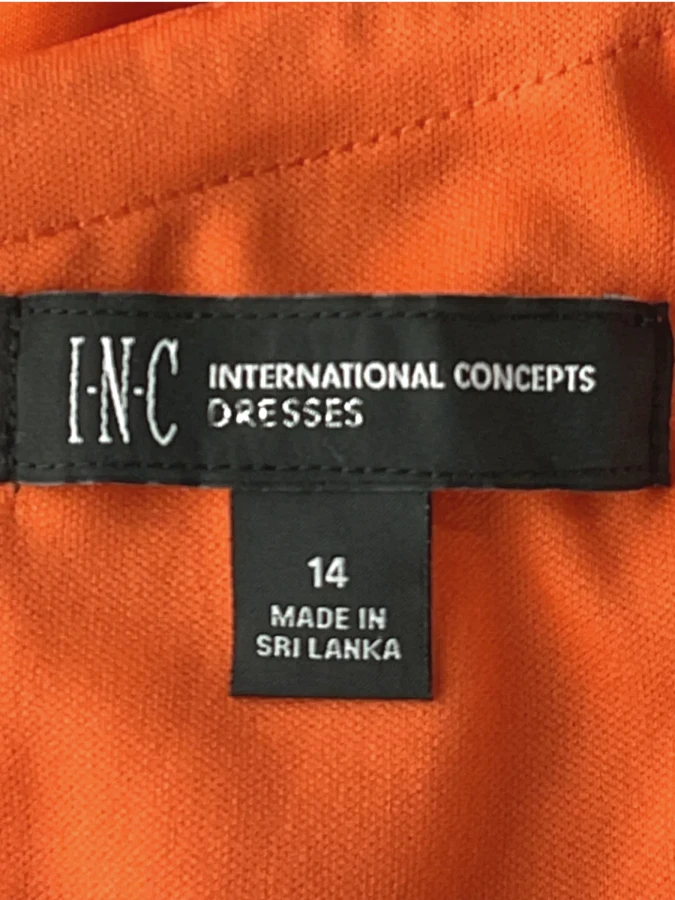 I·N·C
INTERNATIONAL CONCEPTS
DRESSES
14
MADE IN
SRI LANKA